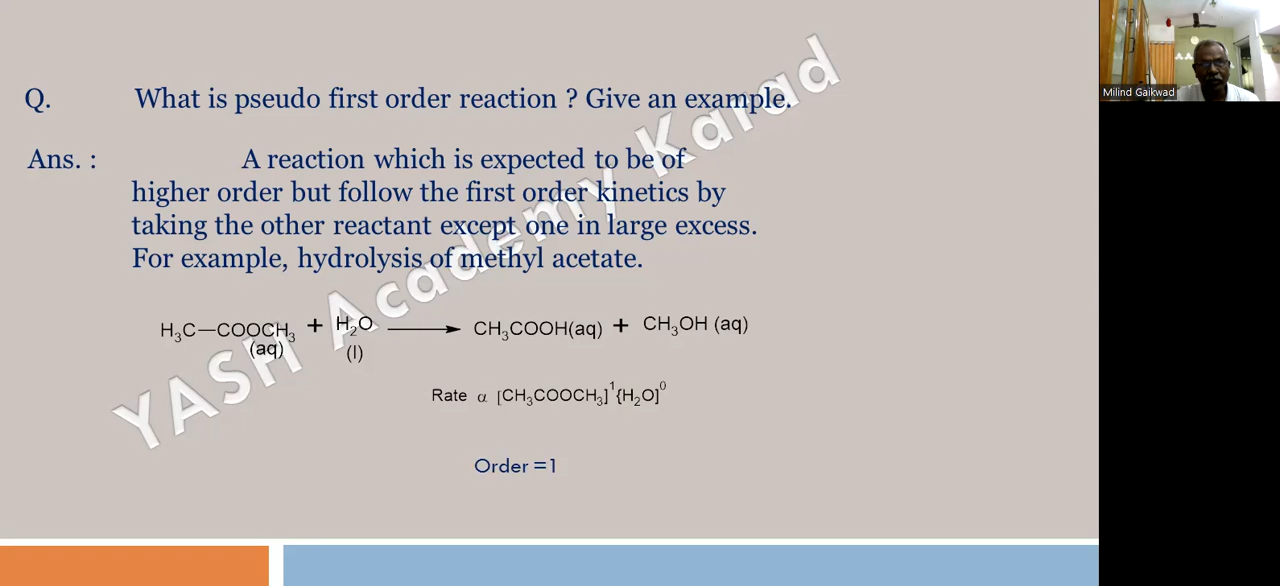 Q. What is pseudo first order reaction ? Give an example.
Ans. : A reaction which is expected to be of
higher order but follow the first order kinetics by
taking the other reactant except one in large excess.
For example, hydrolysis of methyl acetate.
H₃C—COOCH₃ + H₂O ⟶ CH₃COOH(aq) + CH₃OH (aq)
(aq) (l)
Rate α [CH₃COOCH₃]¹{H₂O]⁰
Order =1
YASH Academy Karad
Milind Gaikwad